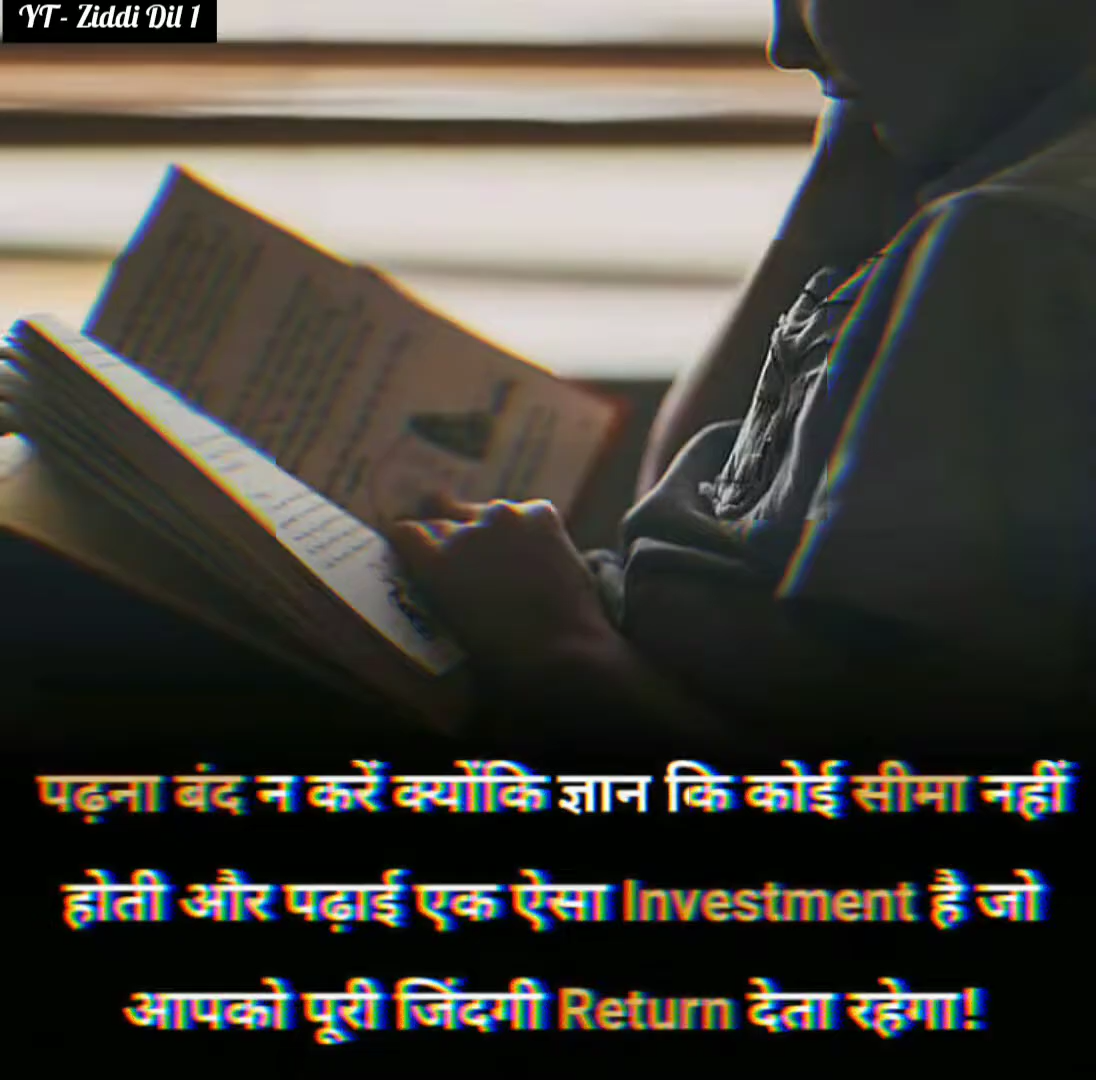 YT- Ziddi Dil 1
पढ़ना बंद न करें क्योंकि ज्ञान कि कोई सीमा नहीं
होती और पढ़ाई एक ऐसा Investment है जो
आपको पूरी जिंदगी Return देता रहेगा!